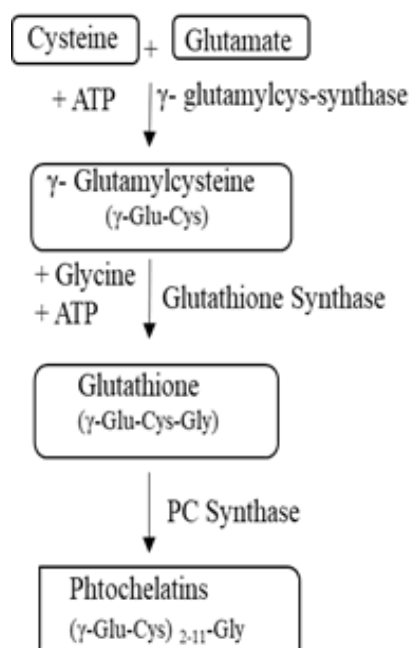 Cysteine + Glutamate
+ ATP γ- glutamylcys-synthase
γ- Glutamylcysteine
(γ-Glu-Cys)
+ Glycine
+ ATP
Glutathione Synthase
Glutathione
(γ-Glu-Cys-Gly)
PC Synthase
Phtochelatins
(γ-Glu-Cys) 2-11-Gly